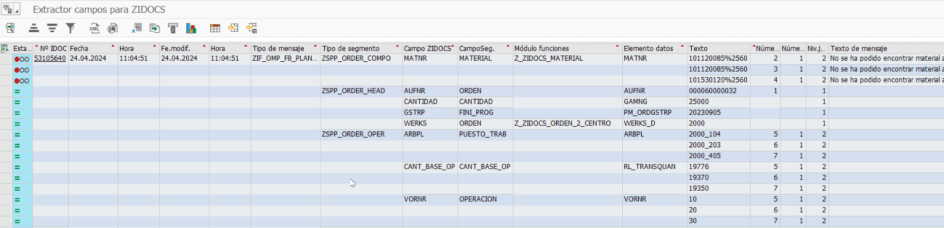 Extractor campos para ZIDOCS
Esta... Nº IDOC Fecha Hora Fe.modf. Hora Tipo de mensaje Tipo de segmento Campo ZIDOCS CampoSeg. Módulo funciones Elemento datos Texto Núme... Núme... Nv.j... Texto de mensaje
53105640 24.04.2024 11:04:51 24.04.2024 11:04:51 ZIF_OMP_FB_PLAN... ZSPP_ORDER_COMPO MATNR MATERIAL Z_ZIDOCS_MATERIAL MATNR 101120085%2560 2 1 2 No se ha podido encontrar material a
101120085%2560 3 1 2 No se ha podido encontrar material a
101530120%2560 4 1 2 No se ha podido encontrar material a
ZSPP_ORDER_HEAD AUFNR ORDEN AUFNR 000060000032 1 1
CANTIDAD CANTIDAD GAMNG 25000 1
GSTRP FINI_PROG PM_ORDGSTRP 20230905 1
WERKS ORDEN Z_ZIDOCS_ORDEN_2_CENTRO WERKS_D 2000 1
ZSPP_ORDER_OPER ARBPL PUESTO_TRAB ARBPL 2000_104 5 1 2
2000_203 6 1 2
2000_405 7 1 2
CANT_BASE_OP CANT_BASE_OP RL_TRANSQUAN 19776 5 1 2
19370 6 1 2
19350 7 1 2
VORNR OPERACION VORNR 10 5 1 2
20 6 1 2
30 7 1 2